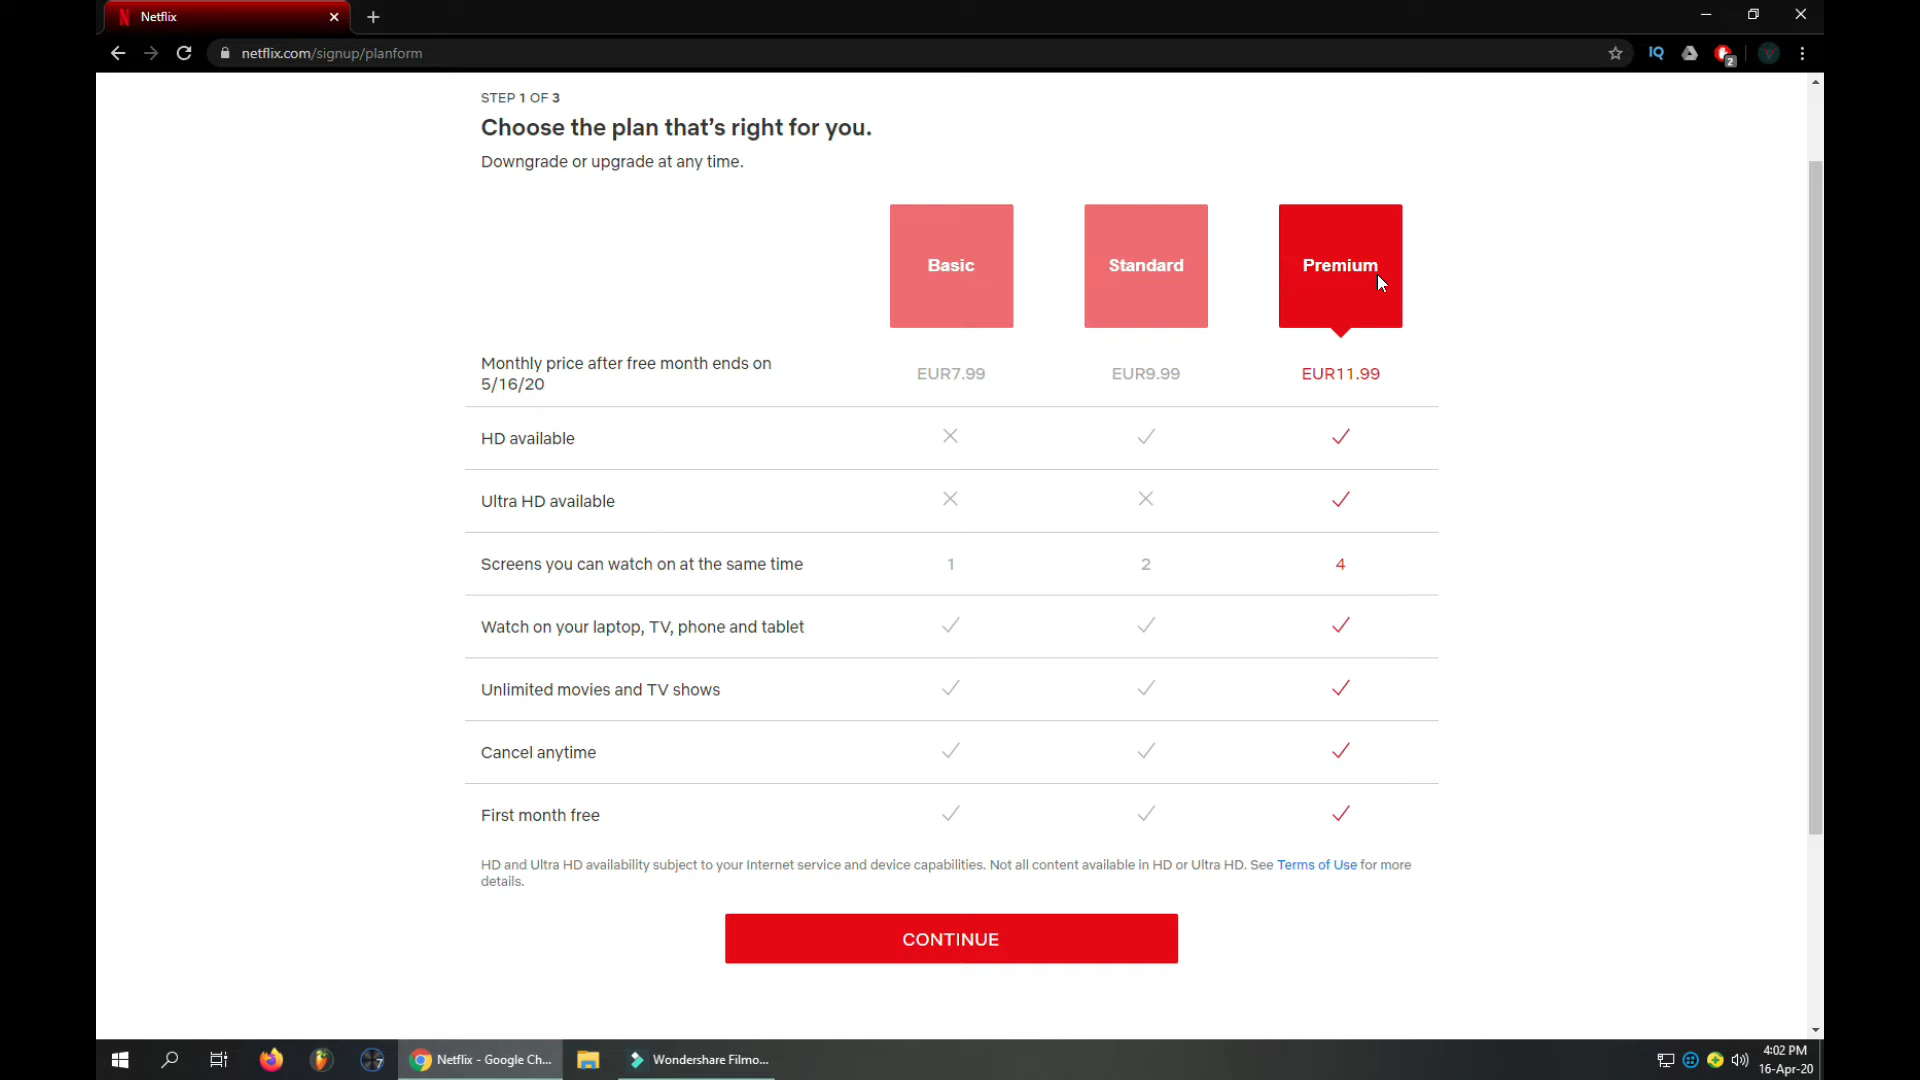 Netflix
netflix.com/signup/planform
IQ
2
STEP 1 OF 3
Choose the plan that’s right for you.
Downgrade or upgrade at any time.
Basic Standard Premium
Monthly price after free month ends on
5/16/20
EUR7.99 EUR9.99 EUR11.99
HD available
Ultra HD available
Screens you can watch on at the same time 1 2 4
Watch on your laptop, TV, phone and tablet
Unlimited movies and TV shows
Cancel anytime
First month free
HD and Ultra HD availability subject to your Internet service and device capabilities. Not all content available in HD or Ultra HD. See Terms of Use for more
details.
CONTINUE
7
Netflix - Google Ch...
Wondershare Filmo...
4:02 PM
16-Apr-20